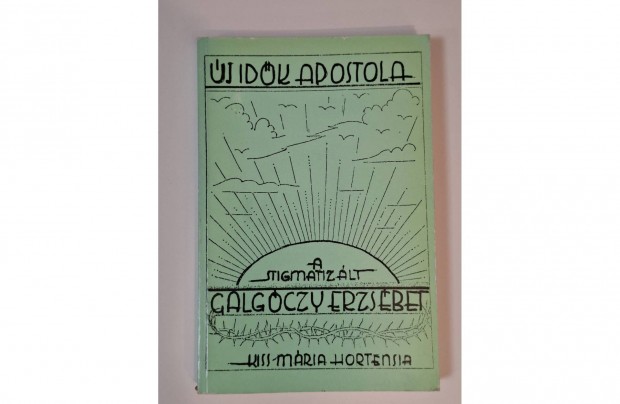 ÚJ IDŐK APOSTOLA
A
STIGMATIZÁLT
GALGÓCZY ERZSÉBET
KISS MÁRIA HORTENSIA